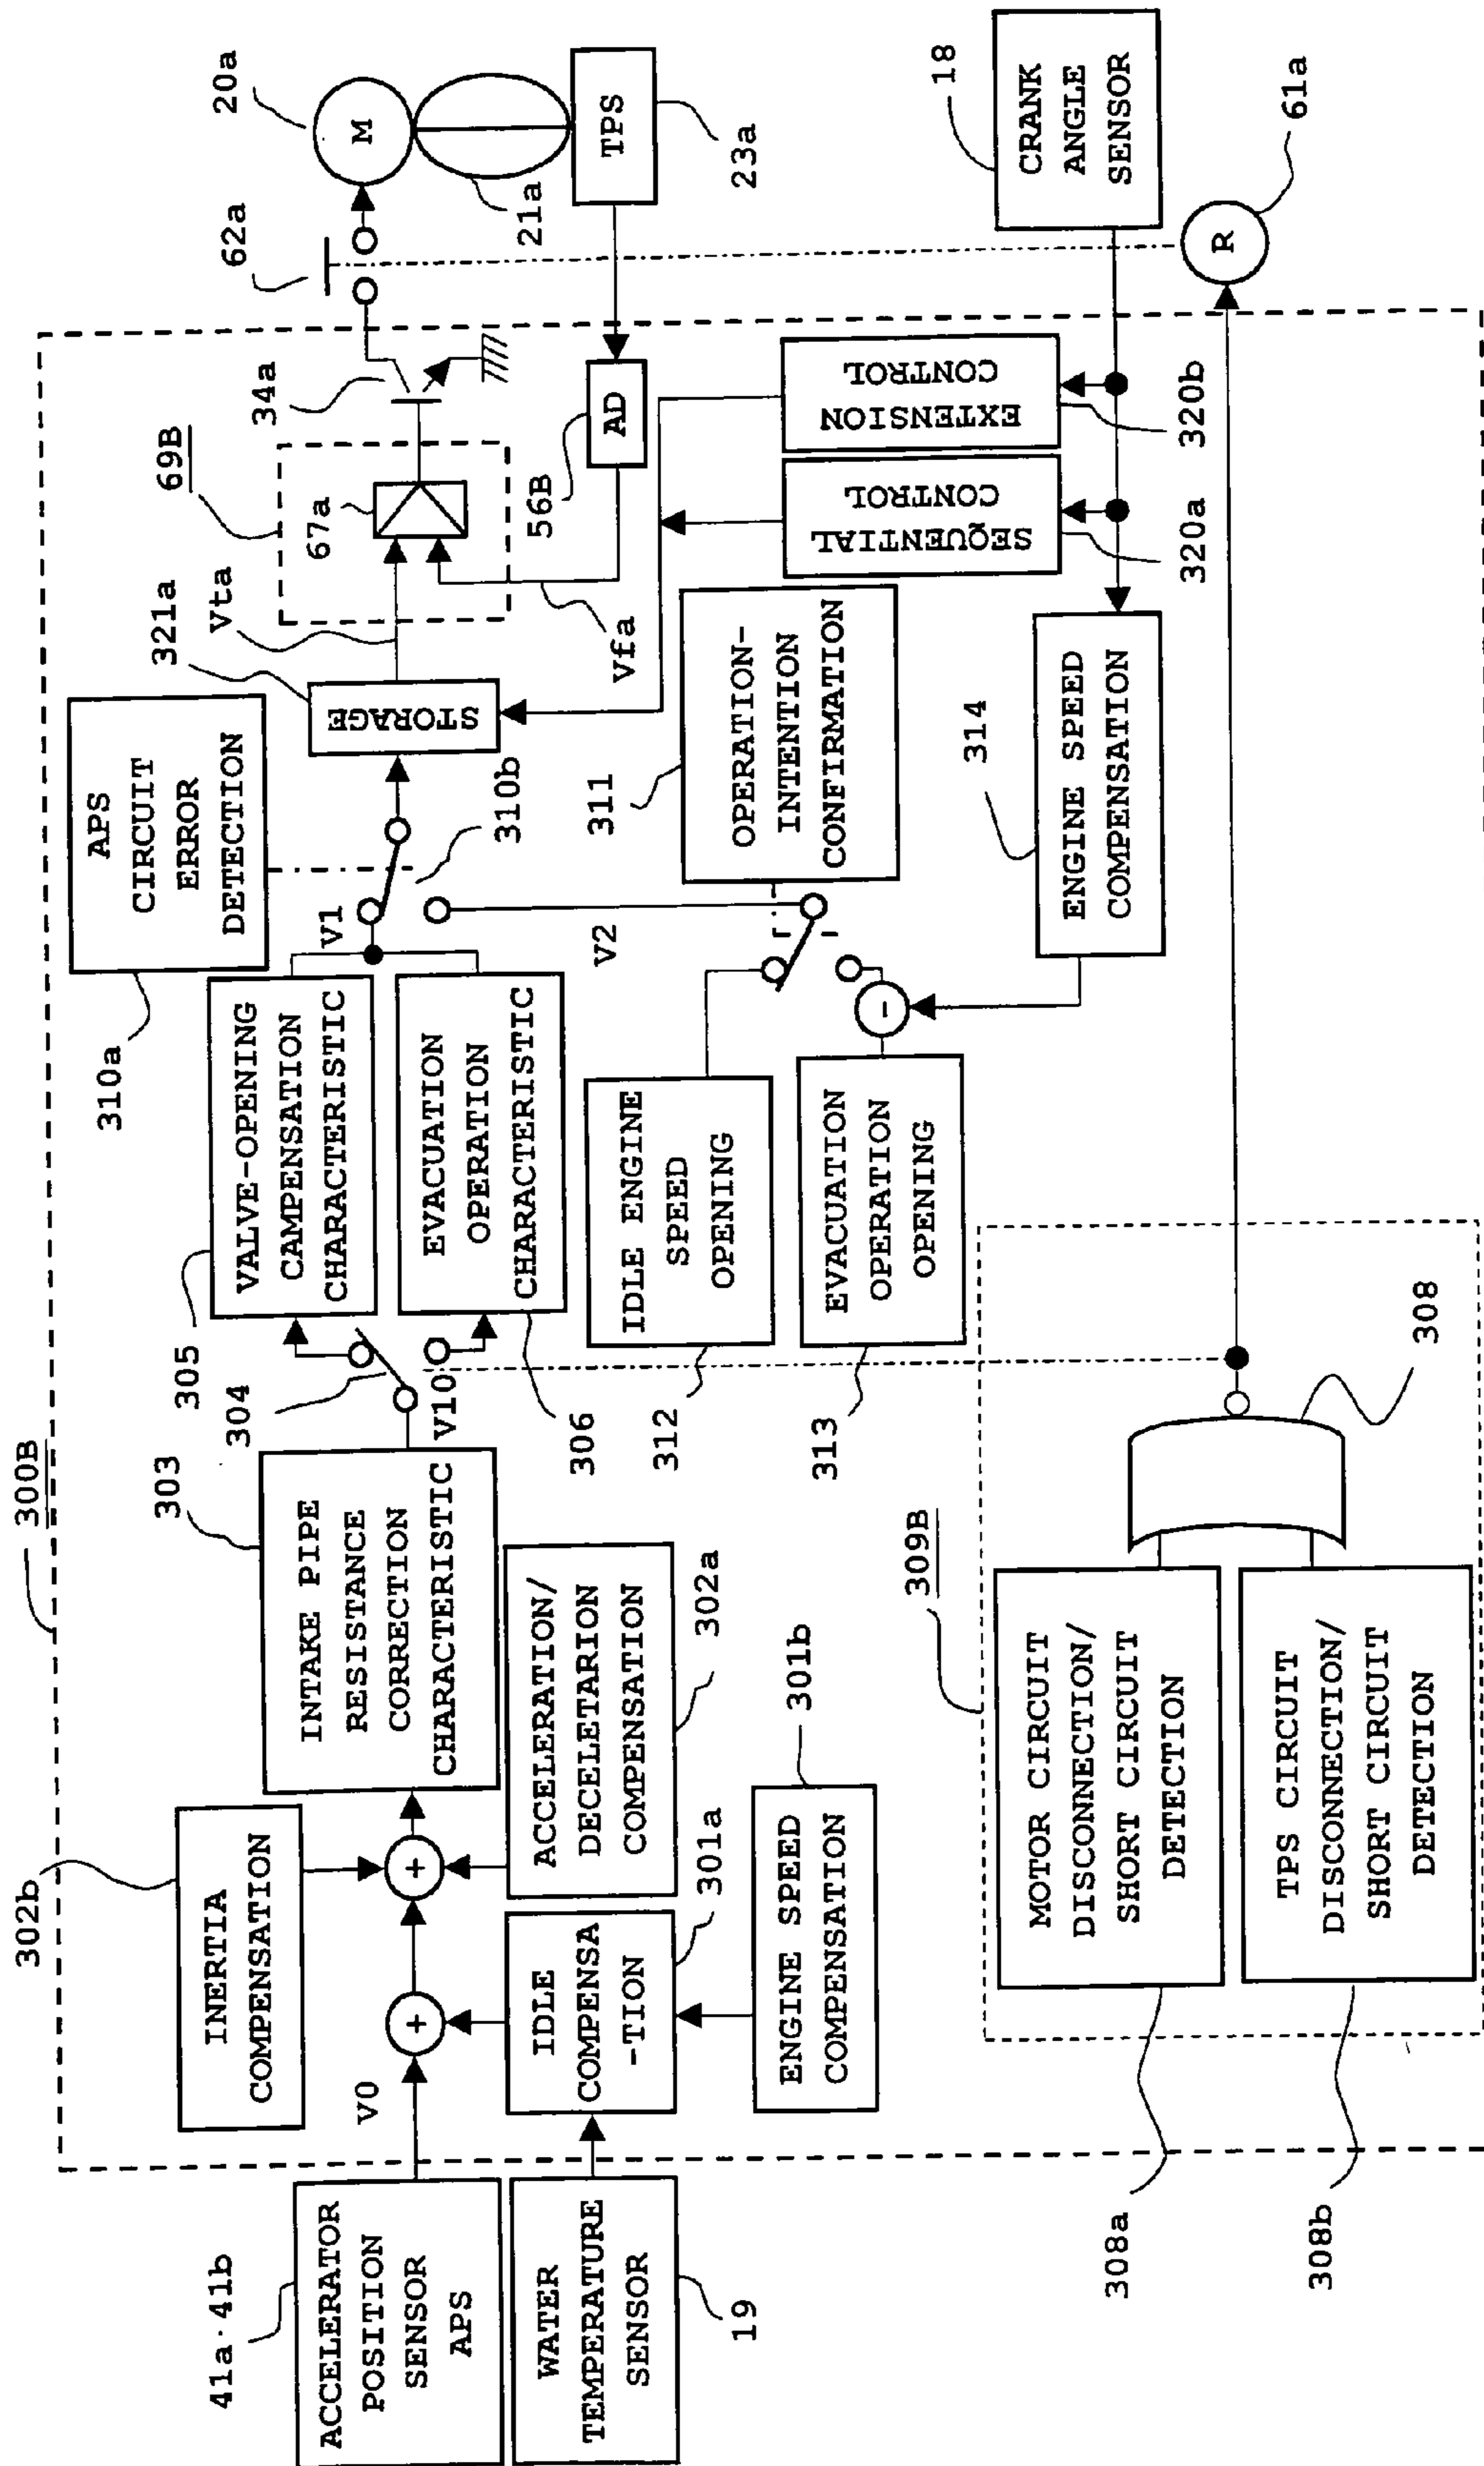 300B
302b
INERTIA
COMPENSATION
41a·41b
ACCELERATOR
POSITION
SENSOR
APS
V0
+
+
WATER
TEMPERATURE
SENSOR
19
IDLE
COMPENSA
-TION
301a
ENGINE SPEED
COMPENSATION
301b
ACCELERATION/
DECELETARION
COMPENSATION
302a
303
INTAKE PIPE
RESISTANCE
CORRECTION
CHARACTERISTIC
304
V10
305
VALVE-OPENING
CAMPENSATION
CHARACTERISTIC
EVACUATION
OPERATION
CHARACTERISTIC
306
310a
APS
CIRCUIT
ERROR
DETECTION
V1
310b
V2
IDLE ENGINE
SPEED
OPENING
312
EVACUATION
OPERATION
OPENING
313
-
311
OPERATION-
INTENTION
CONFIRMATION
314
ENGINE SPEED
COMPENSATION
321a
STORAGE
Vta
Vfa
69B
67a
34a
62a
20a
M
21a
TPS
23a
AD
56B
SEQUENTIAL
CONTROL
320a
EXTENSION
CONTROL
320b
18
CRANK
ANGLE
SENSOR
R
61a
309B
MOTOR CIRCUIT
DISCONNECTION/
SHORT CIRCUIT
DETECTION
308a
TPS CIRCUIT
DISCONNECTION/
SHORT CIRCUIT
DETECTION
308b
308